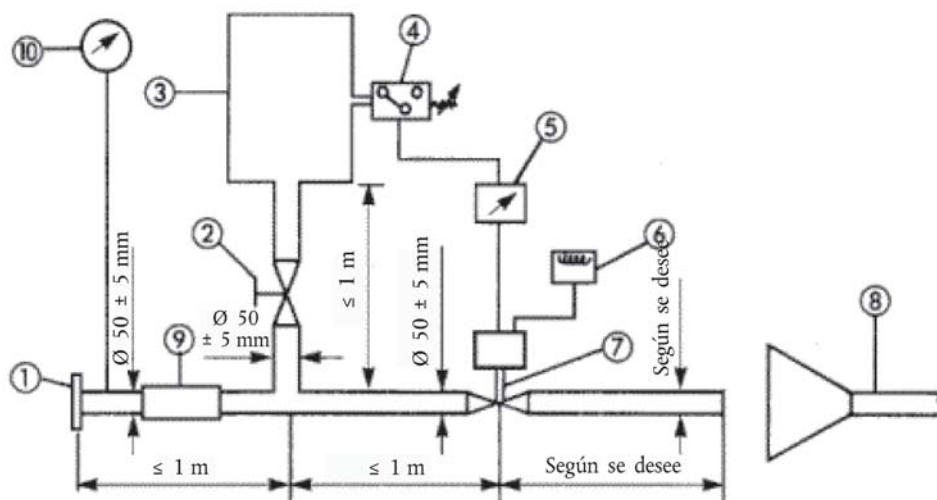 10
4
3
5
2
6
Ø 50 ± 5 mm
Ø 50
± 5 mm
≤ 1 m
Ø 50 ± 5 mm
Según se desee
7
8
9
1
≤ 1 m
≤ 1 m
Según se desee